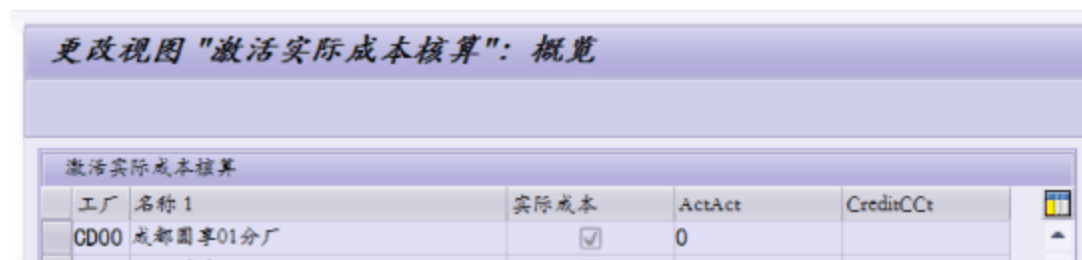 更改视图 "激活实际成本核算": 概览
激活实际成本核算
工厂 名称 1 实际成本 ActAct CreditCCt
CD00 成都圆享01分厂 0